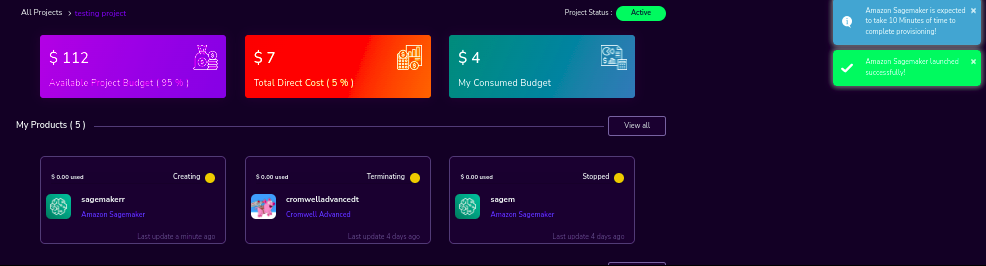 All Projects > testing project
Project Status : Active
Amazon Sagemaker is expected
to take 10 Minutes of time to
complete provisioning!
Amazon Sagemaker launched
successfully!
$ 112
Available Project Budget ( 95 % )
$ 7
Total Direct Cost ( 5 % )
$ 4
My Consumed Budget
My Products ( 5 )
View all
$ 0.00 used
Creating
sagemakerr
Amazon Sagemaker
Last update a minute ago
$ 0.00 used
Terminating
cromwelladvancedt
Cromwell Advanced
Last update 4 days ago
$ 0.00 used
Stopped
sagem
Amazon Sagemaker
Last update 4 days ago